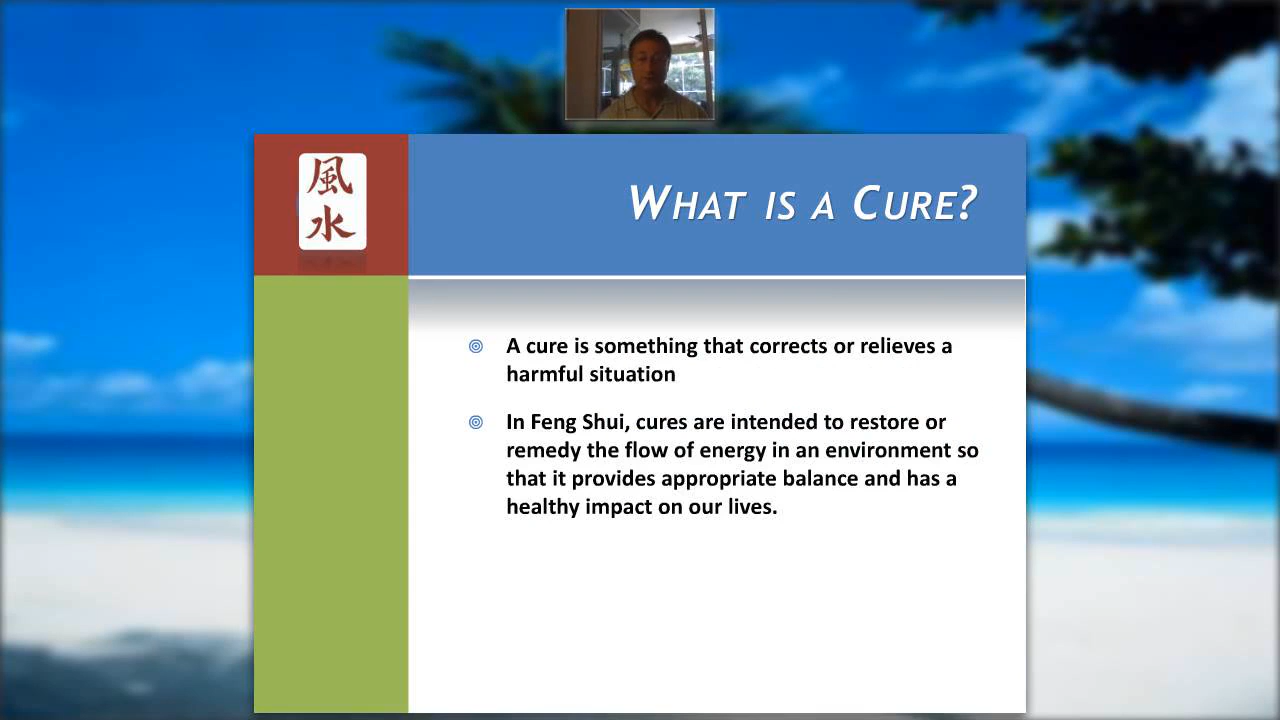 風
水
WHAT IS A CURE?
A cure is something that corrects or relieves a
harmful situation
In Feng Shui, cures are intended to restore or
remedy the flow of energy in an environment so
that it provides appropriate balance and has a
healthy impact on our lives.